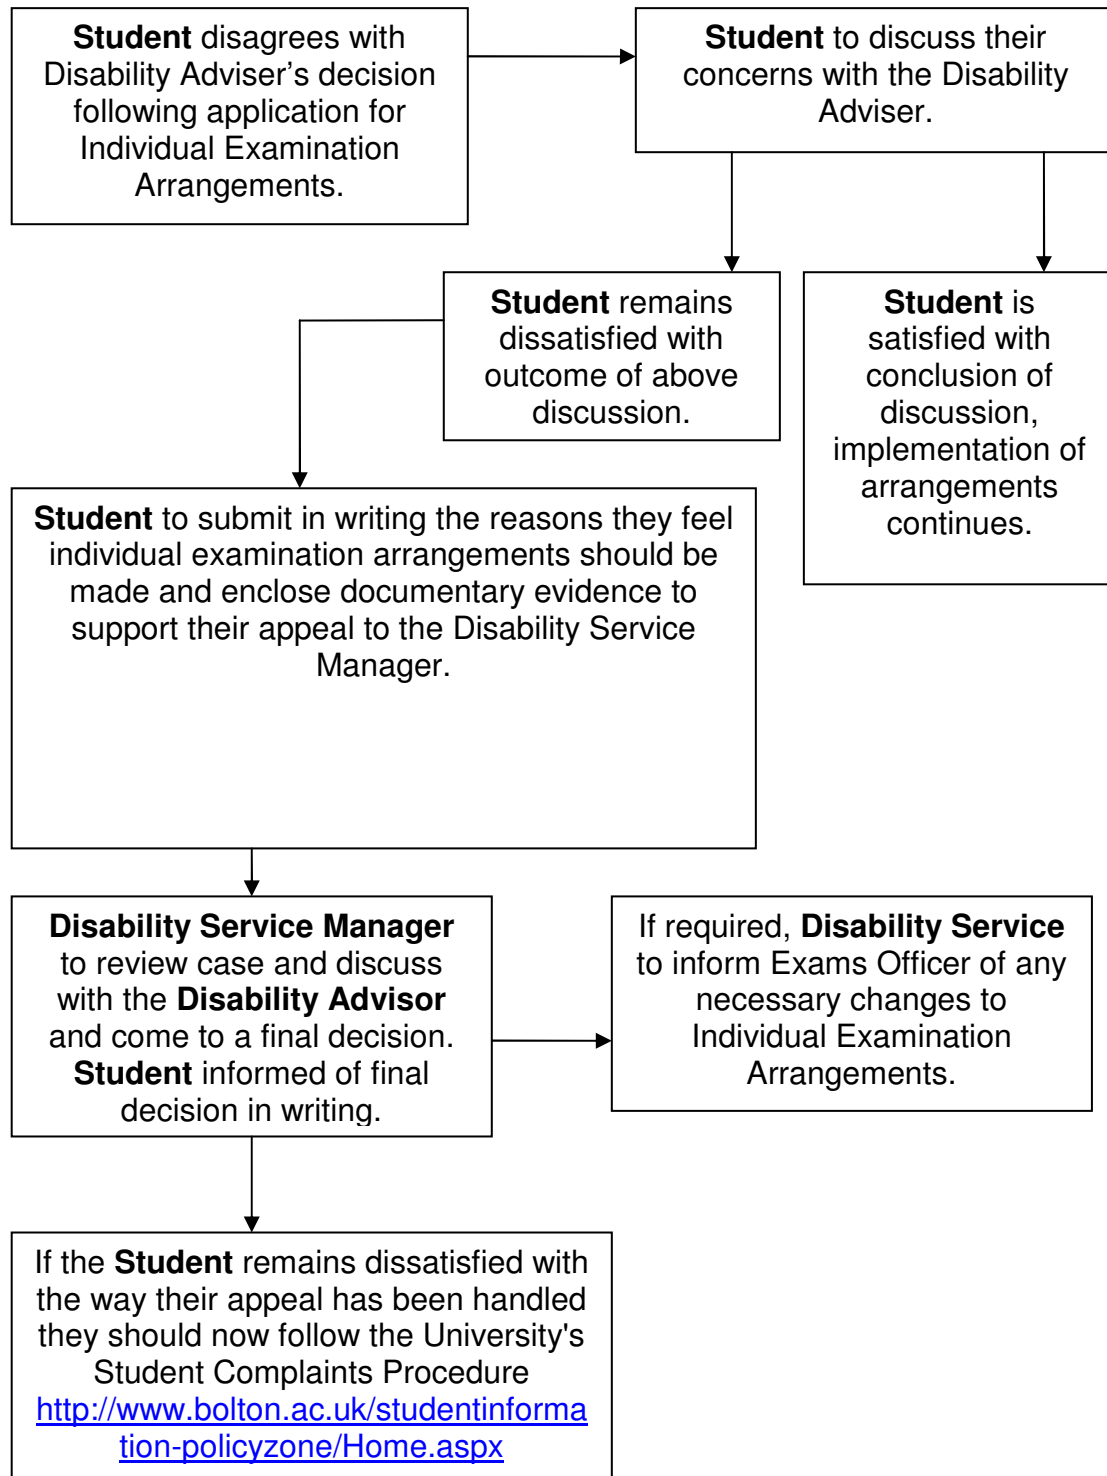 Student disagrees with
Disability Adviser's decision
following application for
Individual Examination
Arrangements.
Student to discuss their
concerns with the Disability
Adviser.
Student remains
dissatisfied with
outcome of above
discussion.
Student is
satisfied with
conclusion of
discussion,
implementation of
arrangements
continues.
Student to submit in writing the reasons they feel
individual examination arrangements should be
made and enclose documentary evidence to
support their appeal to the Disability Service
Manager.
Disability Service Manager
to review case and discuss
with the Disability Advisor
and come to a final decision.
Student informed of final
decision in writing.
If required, Disability Service
to inform Exams Officer of any
necessary changes to
Individual Examination
Arrangements.
If the Student remains dissatisfied with
the way their appeal has been handled
they should now follow the University's
Student Complaints Procedure
http://www.bolton.ac.uk/studentinforma
tion-policyzone/Home.aspx